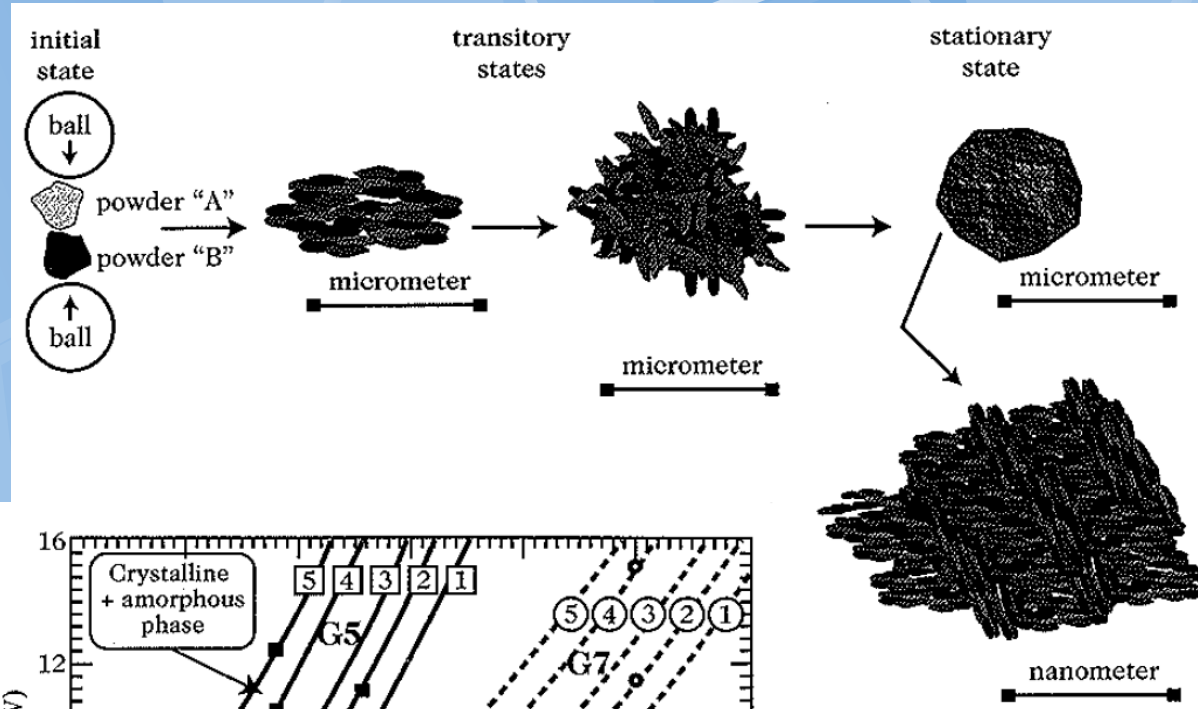 initial
state
transitory
states
stationary
state
ball
powder “A”
powder “B”
ball
micrometer
micrometer
micrometer
nanometer
16
Crystalline
+ amorphous
phase
5 4 3 2 1
G5
5 4 3 2 1
G7
12